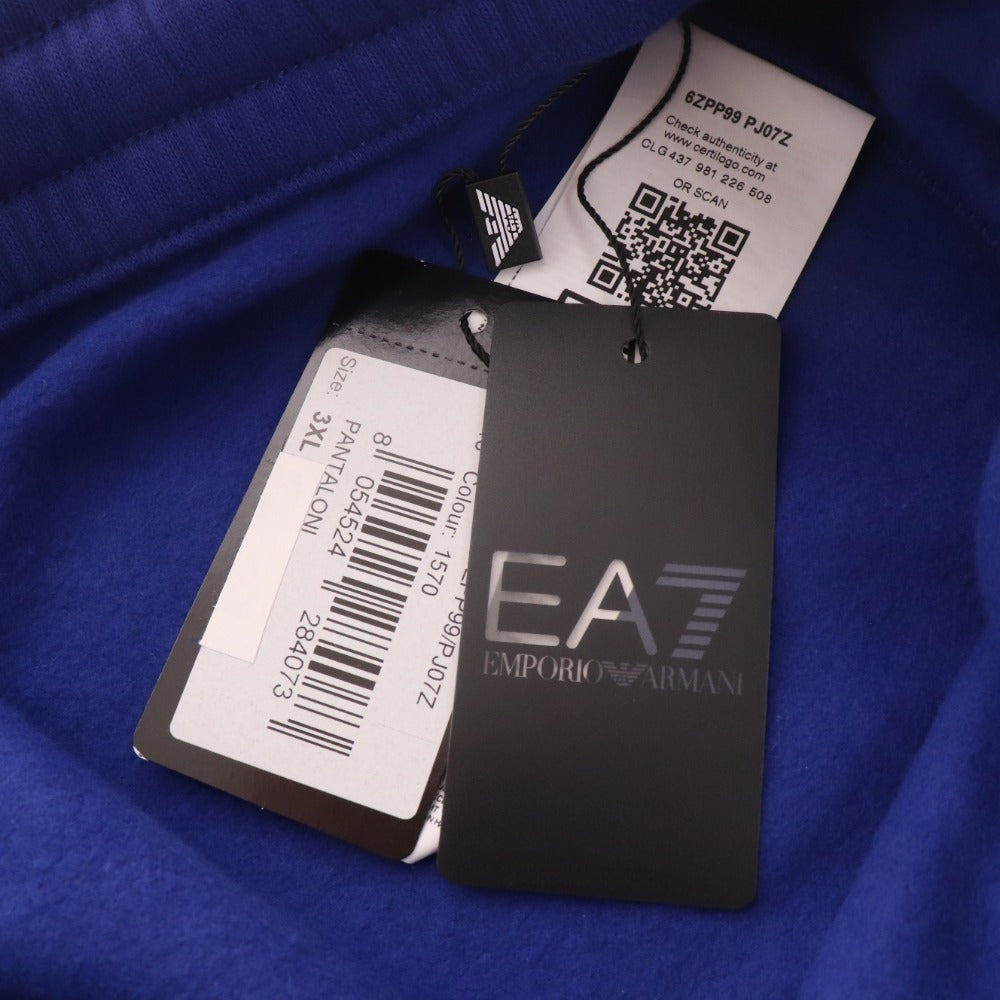 6ZPP99 PJ07Z
Check authenticity at
www.certilogo.com
CLG 437 981 226 508
OR SCAN
Size: 3XL
PANTALONI
8 054524 284073
Colour: 1570
P99/PJ07Z
EA7
EMPORIO ARMANI